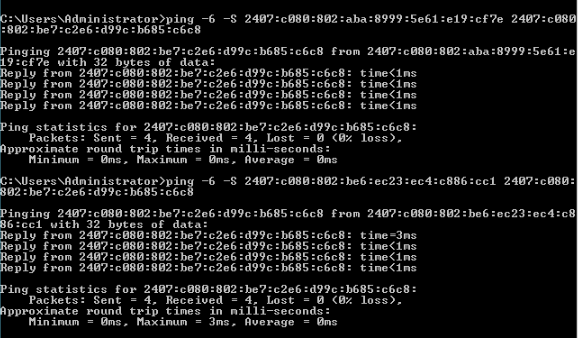 C:\Users\Administrator>ping -6 -S 2407:c080:802:aba:8999:5e61:e19:cf7e 2407:c080
:802:be7:c2e6:d99c:b685:c6c8
Pinging 2407:c080:802:be7:c2e6:d99c:b685:c6c8 from 2407:c080:802:aba:8999:5e61:e
19:cf7e with 32 bytes of data:
Reply from 2407:c080:802:be7:c2e6:d99c:b685:c6c8: time<1ms
Reply from 2407:c080:802:be7:c2e6:d99c:b685:c6c8: time<1ms
Reply from 2407:c080:802:be7:c2e6:d99c:b685:c6c8: time<1ms
Reply from 2407:c080:802:be7:c2e6:d99c:b685:c6c8: time<1ms
Ping statistics for 2407:c080:802:be7:c2e6:d99c:b685:c6c8:
Packets: Sent = 4, Received = 4, Lost = 0 (0% loss),
Approximate round trip times in milli-seconds:
Minimum = 0ms, Maximum = 0ms, Average = 0ms
C:\Users\Administrator>ping -6 -S 2407:c080:802:be6:ec23:ec4:c886:cc1 2407:c080:
802:be7:c2e6:d99c:b685:c6c8
Pinging 2407:c080:802:be7:c2e6:d99c:b685:c6c8 from 2407:c080:802:be6:ec23:ec4:c8
86:cc1 with 32 bytes of data:
Reply from 2407:c080:802:be7:c2e6:d99c:b685:c6c8: time=3ms
Reply from 2407:c080:802:be7:c2e6:d99c:b685:c6c8: time<1ms
Reply from 2407:c080:802:be7:c2e6:d99c:b685:c6c8: time<1ms
Reply from 2407:c080:802:be7:c2e6:d99c:b685:c6c8: time<1ms
Ping statistics for 2407:c080:802:be7:c2e6:d99c:b685:c6c8:
Packets: Sent = 4, Received = 4, Lost = 0 (0% loss),
Approximate round trip times in milli-seconds:
Minimum = 0ms, Maximum = 3ms, Average = 0ms